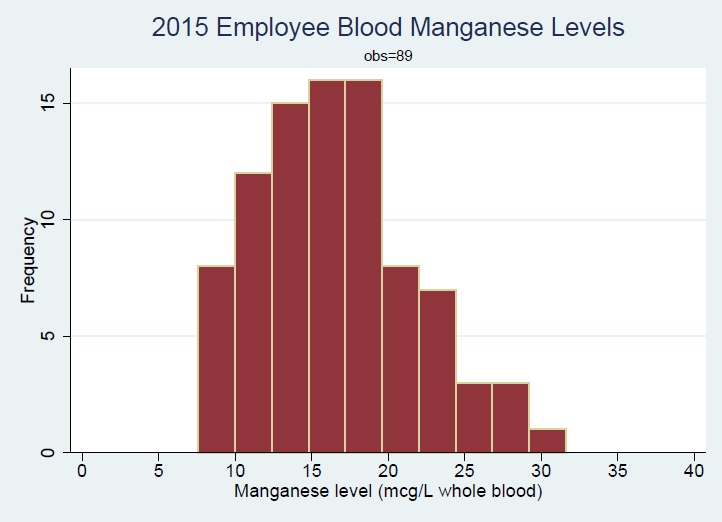 2015 Employee Blood Manganese Levels
obs=89
Frequency
15
10
5
0
0 5 10 15 20 25 30 35 40
Manganese level (mcg/L whole blood)